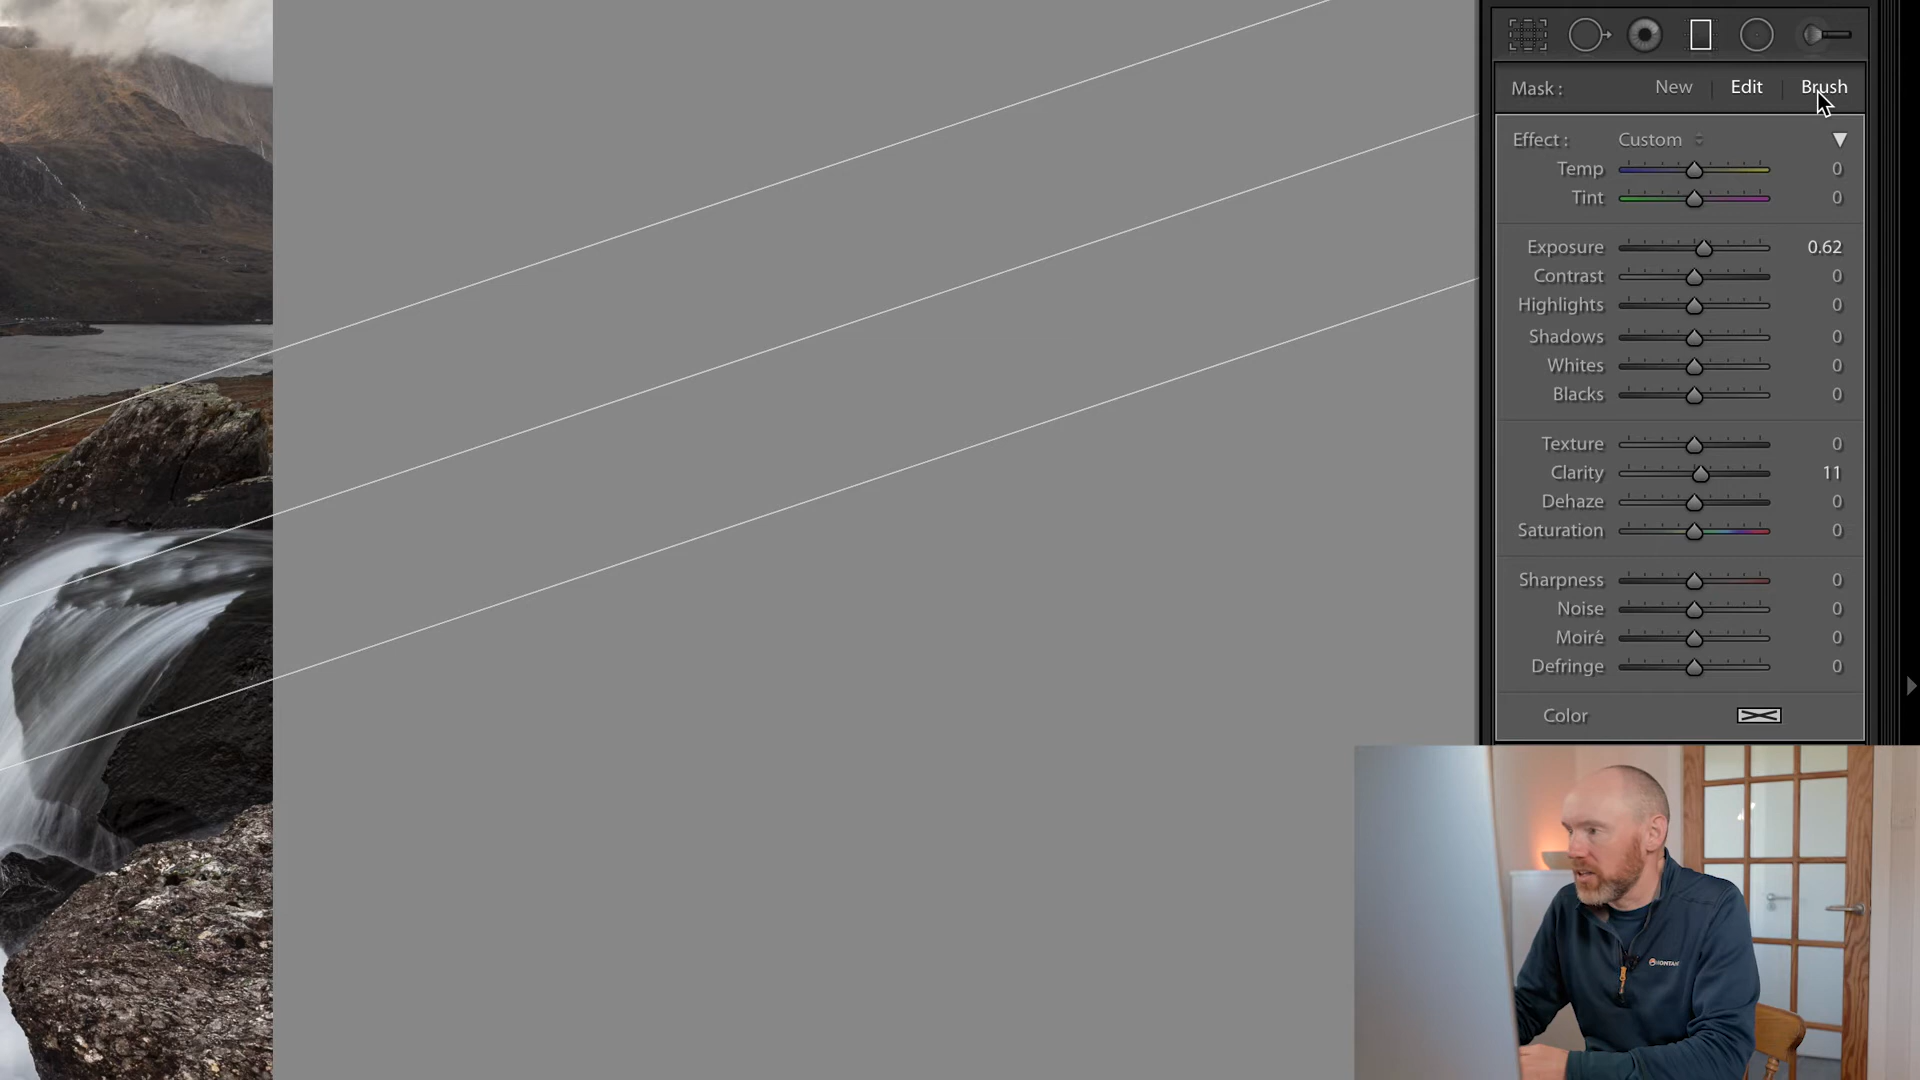 Mask : New Edit Brush
Effect : Custom
Temp 0
Tint 0
Exposure 0.62
Contrast 0
Highlights 0
Shadows 0
Whites 0
Blacks 0
Texture 0
Clarity 11
Dehaze 0
Saturation 0
Sharpness 0
Noise 0
Moiré 0
Defringe 0
Color